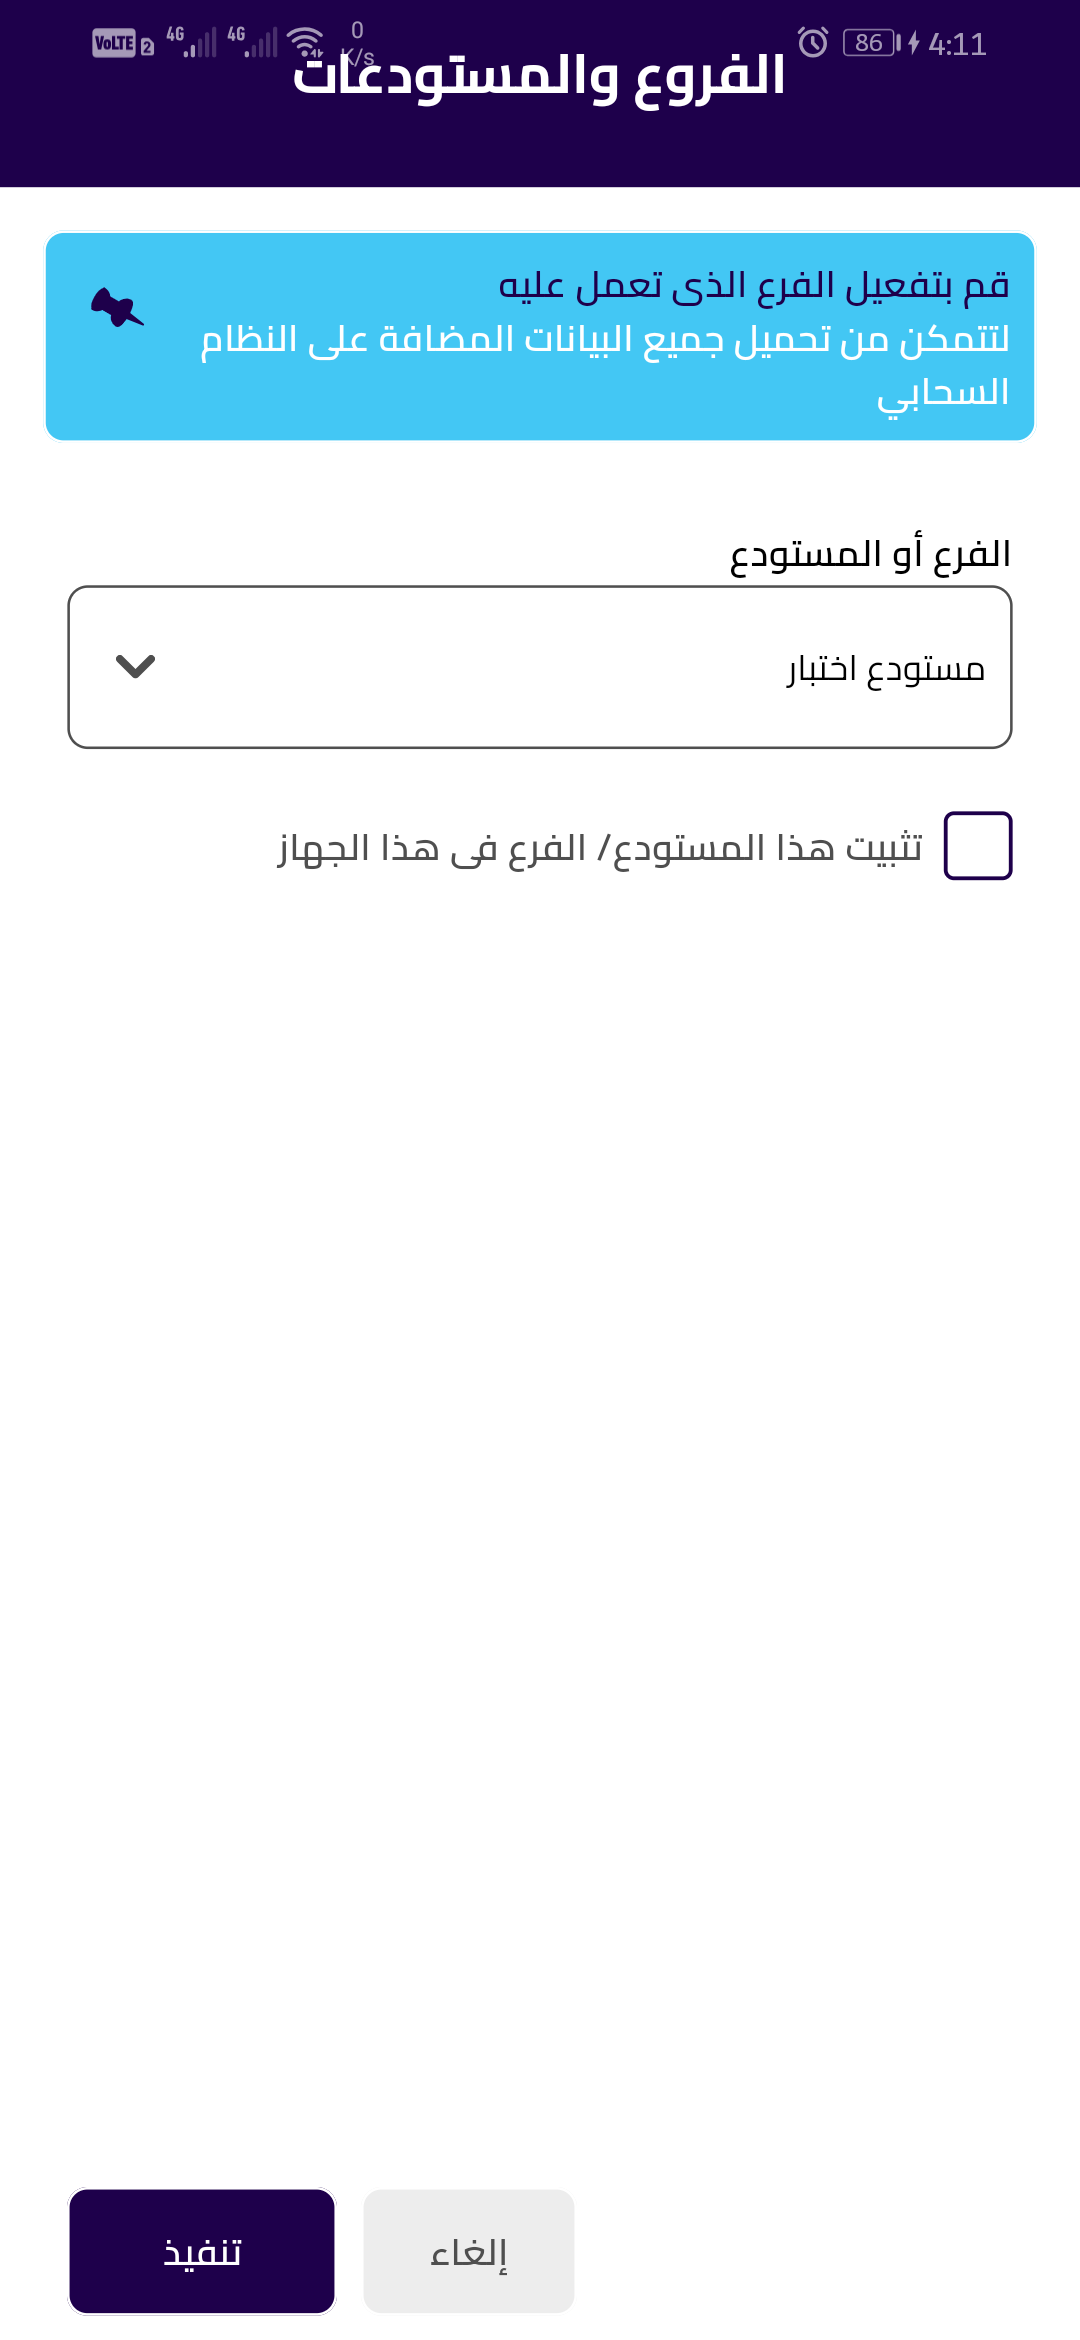 VoLTE 2 4G 4G 0 K/s 86 4:11
الفروع والمستودعات
قم بتفعيل الفرع الذى تعمل عليه
لتتمكن من تحميل جميع البيانات المضافة على النظام
السحابي
الفرع أو المستودع
مستودع اختبار
تثبيت هذا المستودع/ الفرع فى هذا الجهاز
إلغاء
تنفيذ